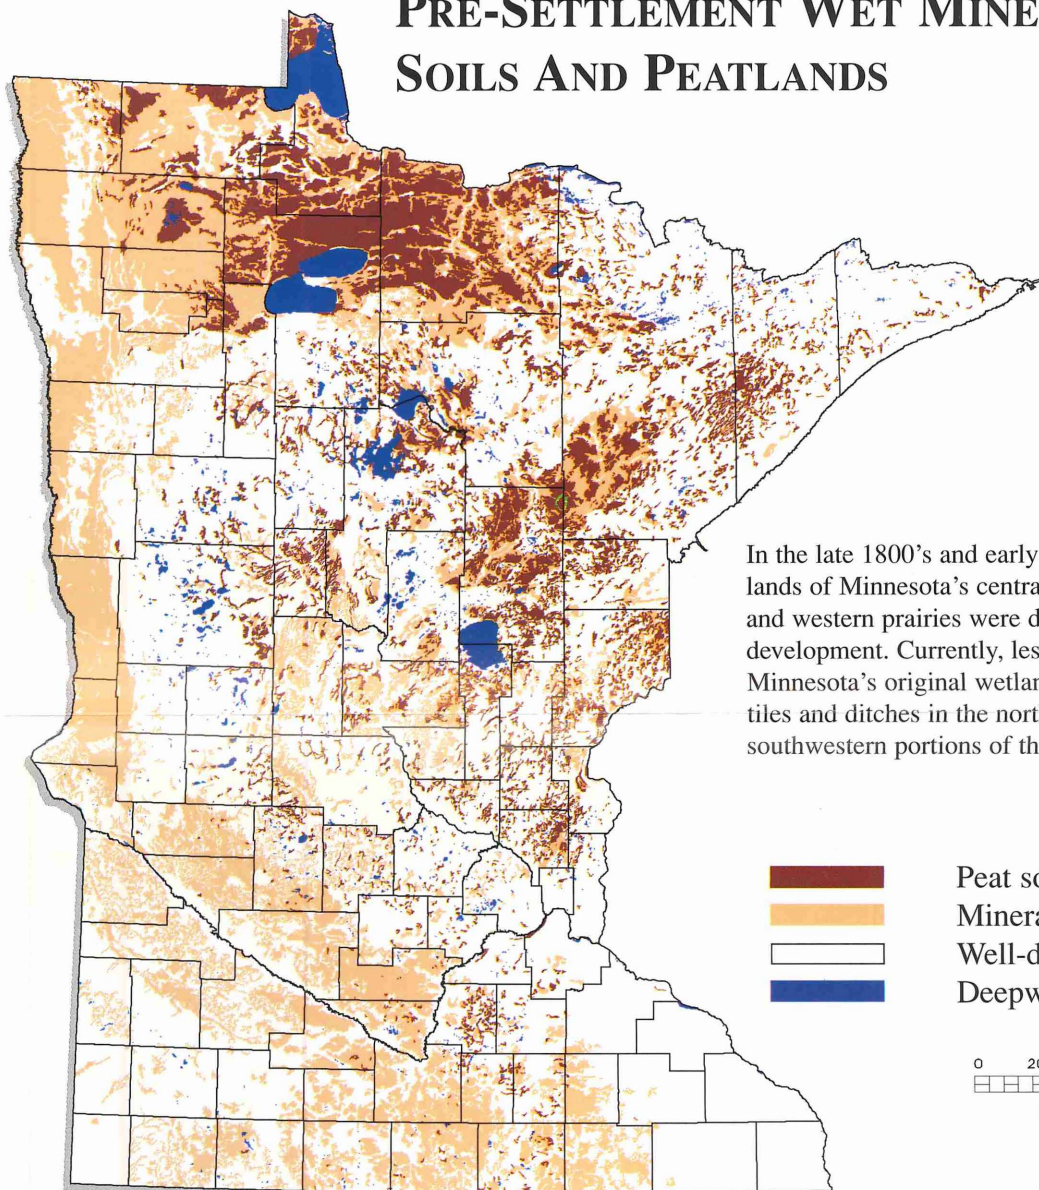 PRE-SETTLEMENT WET MINE
SOILS AND PEATLANDS
In the late 1800's and early
lands of Minnesota's centra
and western prairies were d
development. Currently, les
Minnesota's original wetlan
tiles and ditches in the nort
southwestern portions of th
Peat so
Minera
Well-d
Deepw
0 20